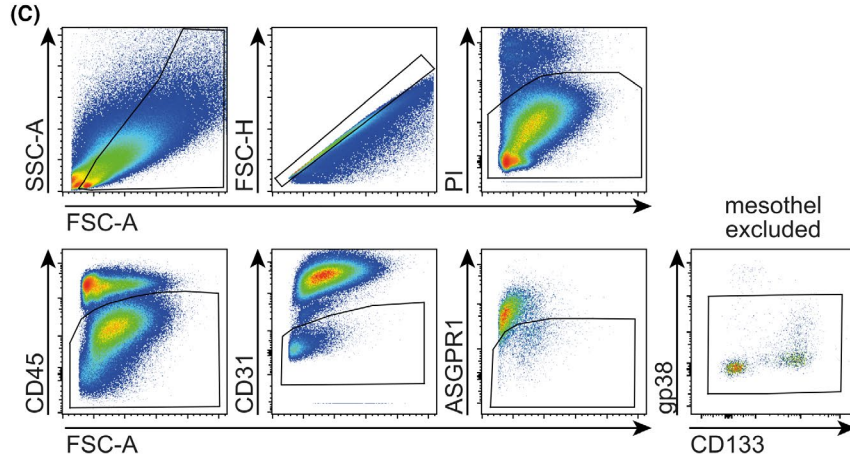 (C)
SSC-A
FSC-H
PI
FSC-A
mesothel
excluded
CD45
CD31
ASGPR1
gp38
FSC-A
CD133